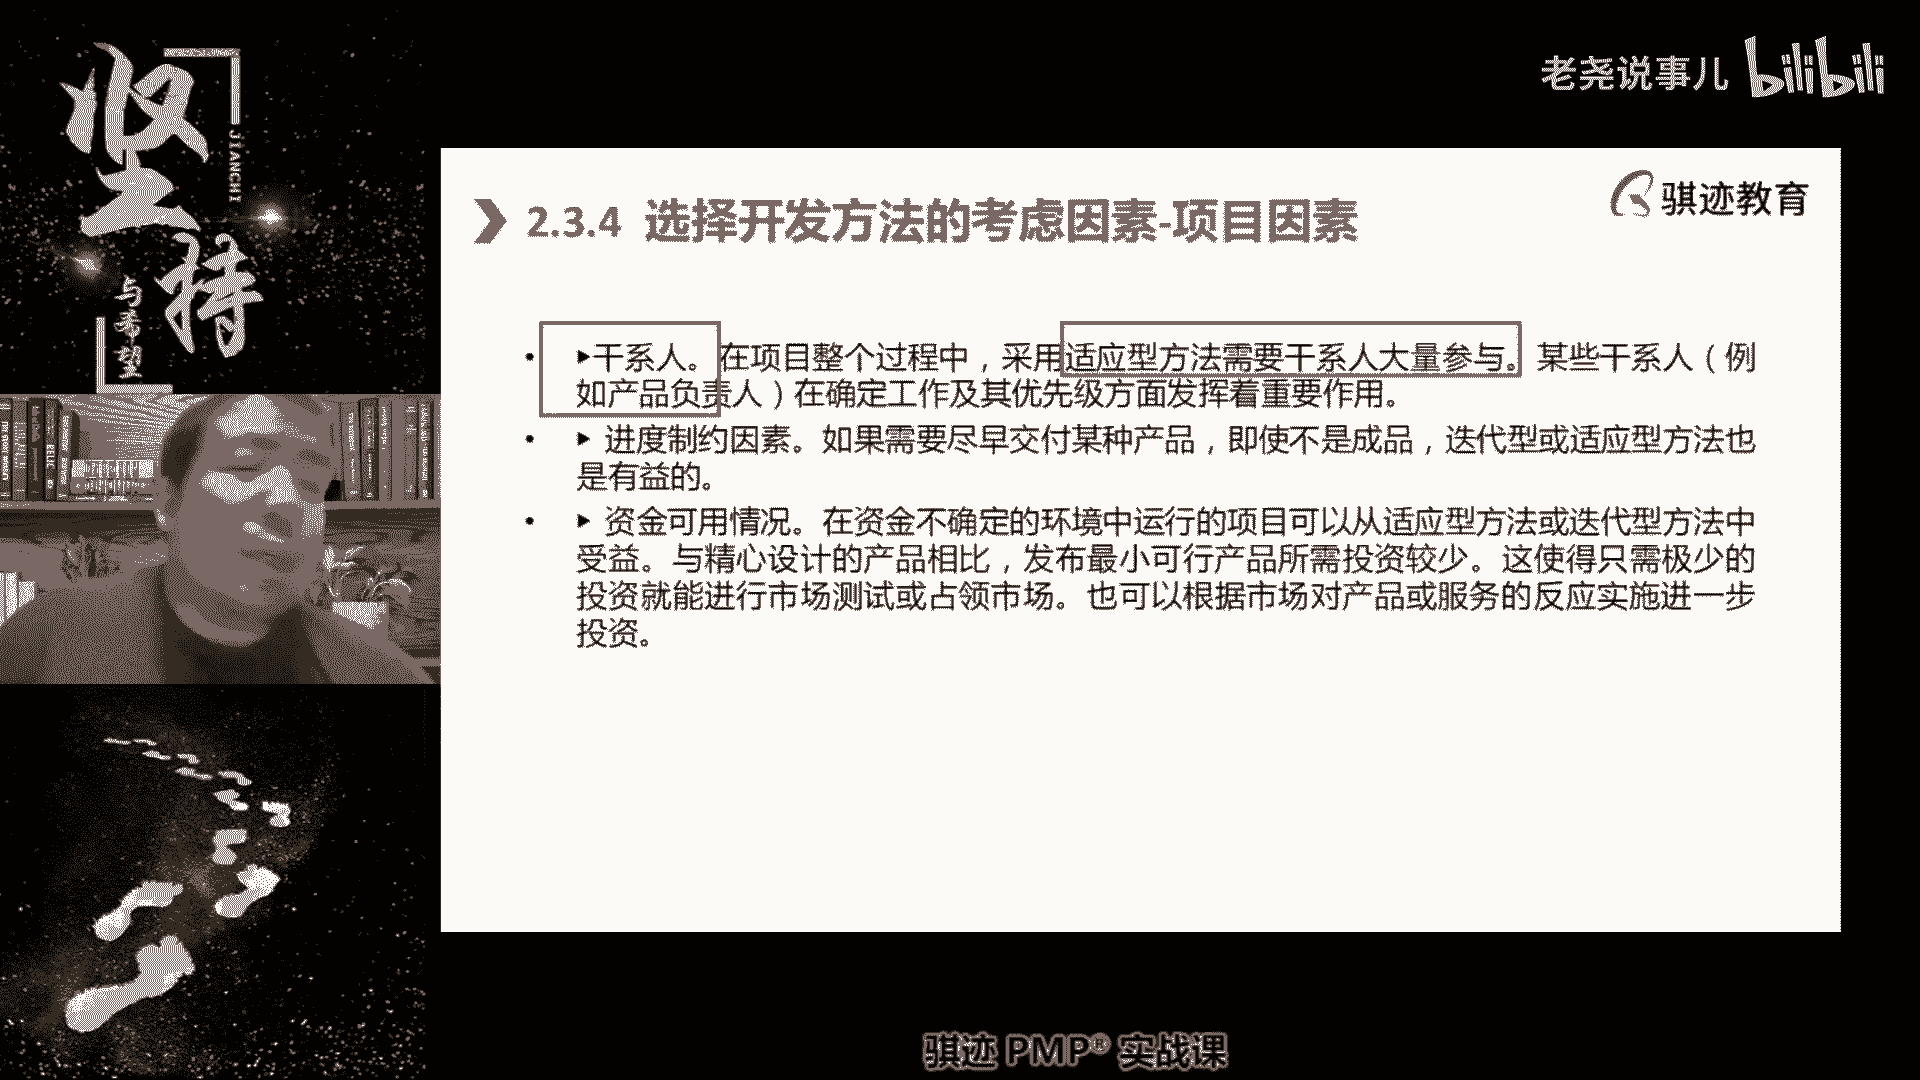 坚持
JIANCHI
与希望
老尧说事儿 bilibili
骐迹教育
2.3.4 选择开发方法的考虑因素-项目因素
• ▶干系人。在项目整个过程中，采用适应型方法需要干系人大量参与。某些干系人（例
如产品负责人）在确定工作及其优先级方面发挥着重要作用。
• ▶ 进度制约因素。如果需要尽早交付某种产品，即使不是成品，迭代型或适应型方法也
是有益的。
• ▶ 资金可用情况。在资金不确定的环境中运行的项目可以从适应型方法或迭代型方法中
受益。与精心设计的产品相比，发布最小可行产品所需投资较少。这使得只需极少的
投资就能进行市场测试或占领市场。也可以根据市场对产品或服务的反应实施进一步
投资。
骐迹 PMP® 实战课